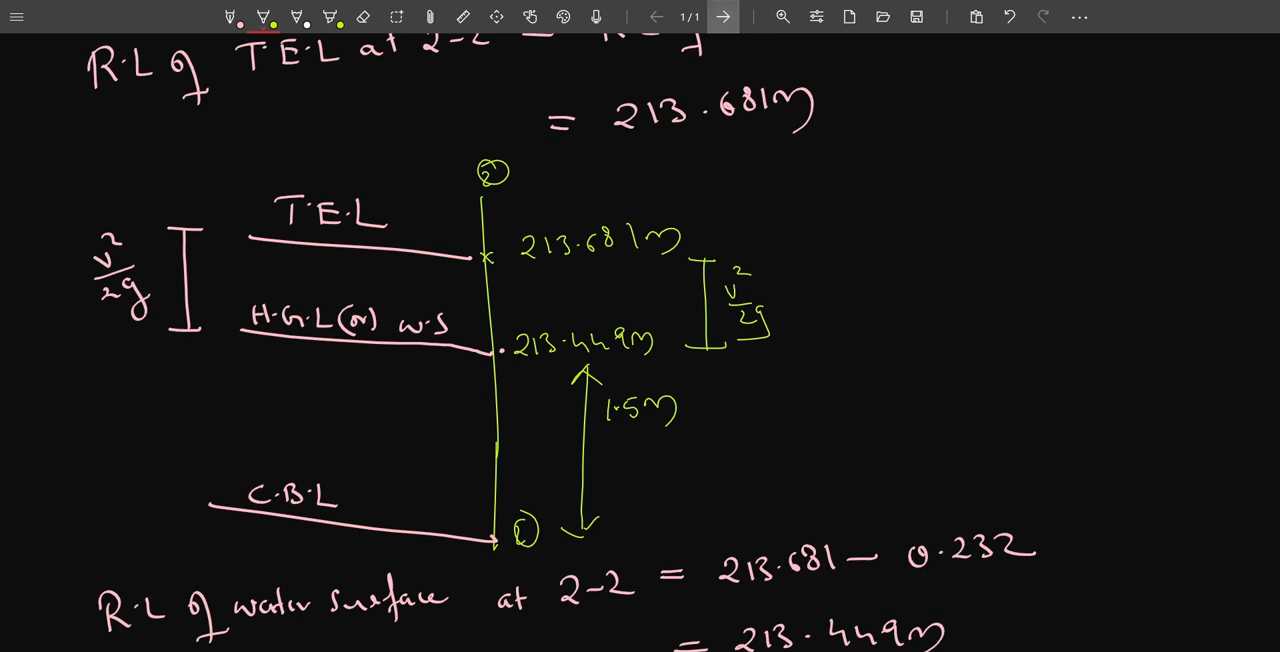 1/1
R.L of T.E.L at 2-2 =
= 213.681m
2
T.E.L
213.681m
v²/2g
v²/2g
H.G.L(or) W.S
213.449m
1.5m
C.B.L
R.L of water surface at 2-2 = 213.681 - 0.232
= 213.449m